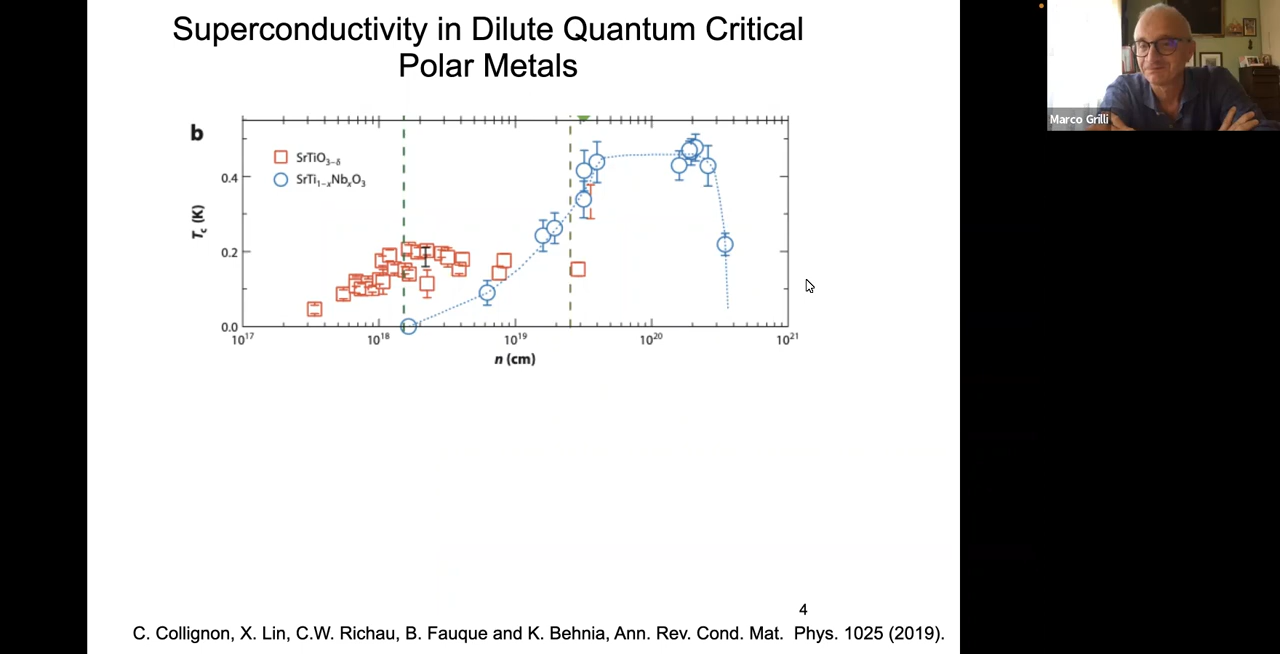 Superconductivity in Dilute Quantum Critical
Polar Metals
Marco Grilli
b
SrTiO3−δ
SrTi1−xNbxO3
Tc (K)
0.4
0.2
0.0
10^17
10^18
10^19
10^20
10^21
n (cm)
4
C. Collignon, X. Lin, C.W. Richau, B. Fauque and K. Behnia, Ann. Rev. Cond. Mat. Phys. 1025 (2019).